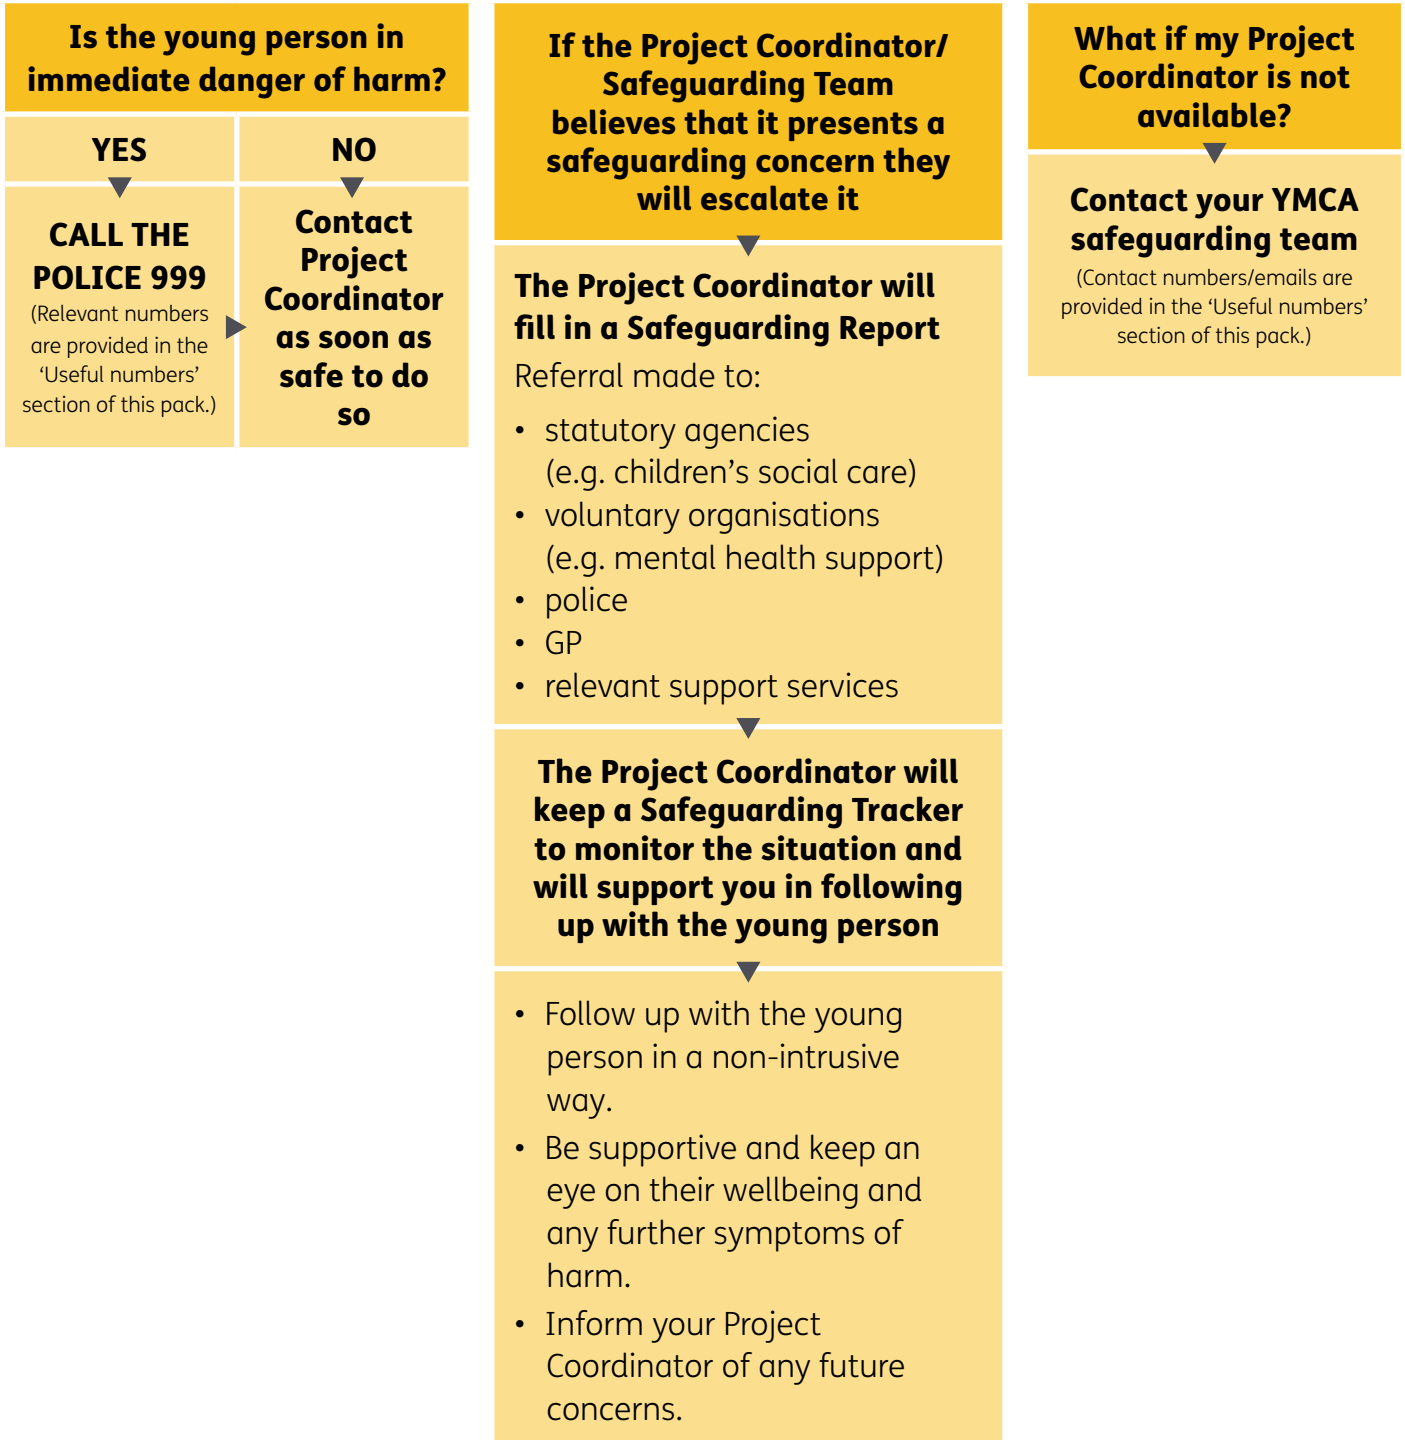 Is the young person in
immediate danger of harm?
YES
NO
CALL THE
POLICE 999
(Relevant numbers
are provided in the
‘Useful numbers’
section of this pack.)
Contact
Project
Coordinator
as soon as
safe to do
so
If the Project Coordinator/
Safeguarding Team
believes that it presents a
safeguarding concern they
will escalate it
The Project Coordinator will
fill in a Safeguarding Report
Referral made to:
• statutory agencies
(e.g. children’s social care)
• voluntary organisations
(e.g. mental health support)
• police
• GP
• relevant support services
The Project Coordinator will
keep a Safeguarding Tracker
to monitor the situation and
will support you in following
up with the young person
• Follow up with the young
person in a non-intrusive
way.
• Be supportive and keep an
eye on their wellbeing and
any further symptoms of
harm.
• Inform your Project
Coordinator of any future
concerns.
What if my Project
Coordinator is not
available?
Contact your YMCA
safeguarding team
(Contact numbers/emails are
provided in the ‘Useful numbers’
section of this pack.)